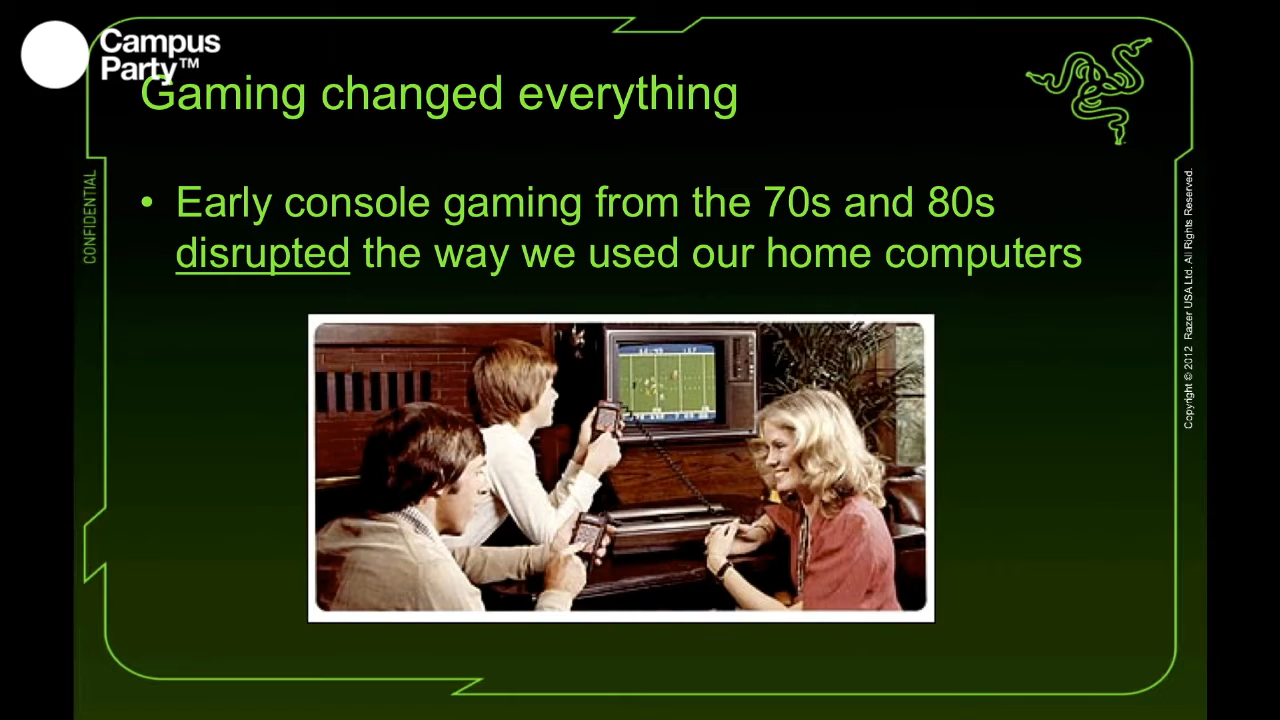 Campus
Party™
Gaming changed everything
• Early console gaming from the 70s and 80s
disrupted the way we used our home computers
CONFIDENTIAL
Copyright © 2012 Razer USA Ltd. All Rights Reserved.